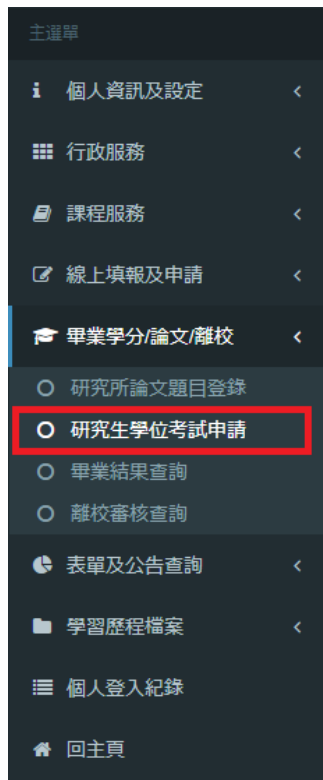 主選單
個人資訊及設定
行政服務
課程服務
線上填報及申請
畢業學分/論文/離校
研究所論文題目登錄
研究生學位考試申請
畢業結果查詢
離校審核查詢
表單及公告查詢
學習歷程檔案
個人登入紀錄
回主頁